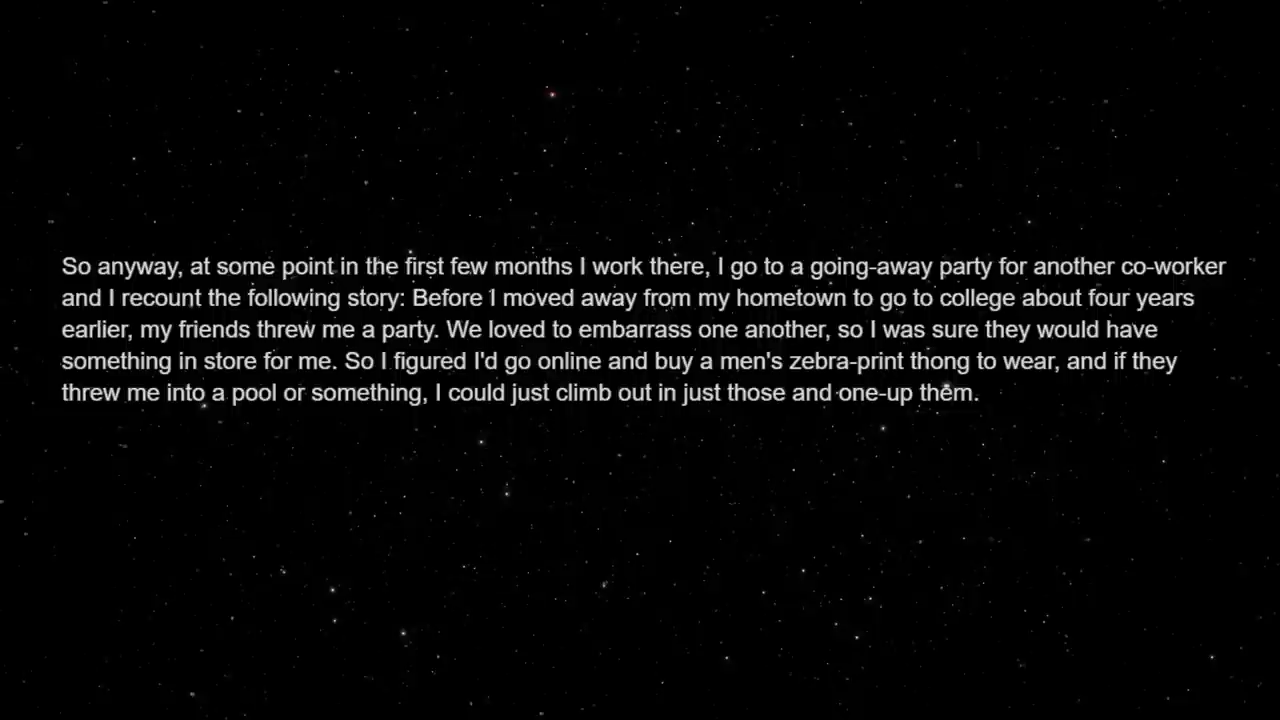 So anyway, at some point in the first few months I work there, I go to a going-away party for another co-worker
and I recount the following story: Before I moved away from my hometown to go to college about four years
earlier, my friends threw me a party. We loved to embarrass one another, so I was sure they would have
something in store for me. So I figured I'd go online and buy a men's zebra-print thong to wear, and if they
threw me into a pool or something, I could just climb out in just those and one-up them.